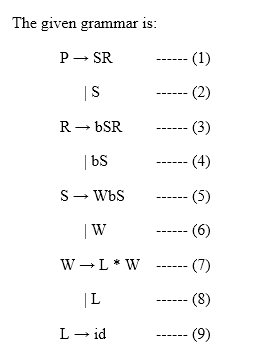 The given grammar is:
P → SR ------ (1)
| S ------ (2)
R → bSR ------ (3)
| bS ------ (4)
S → WbS ------ (5)
| W ------ (6)
W → L * W ------ (7)
| L ------ (8)
L → id ------ (9)